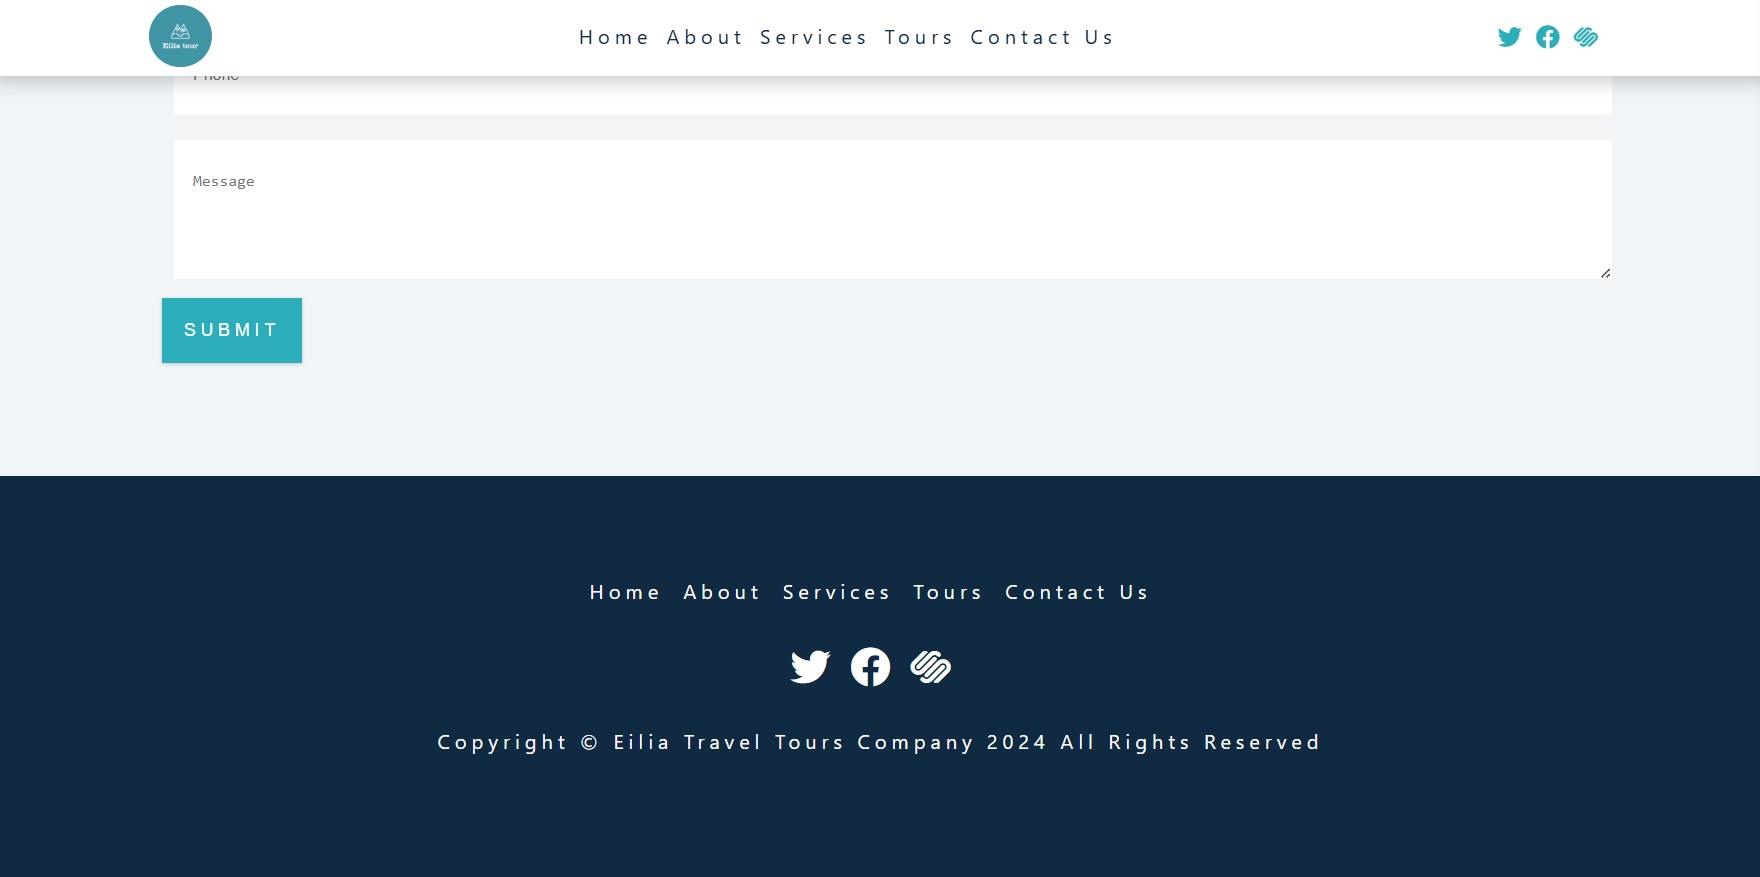 Eilia tour
Home About Services Tours Contact Us
Phone
Message
SUBMIT
Home About Services Tours Contact Us
Copyright © Eilia Travel Tours Company 2024 All Rights Reserved